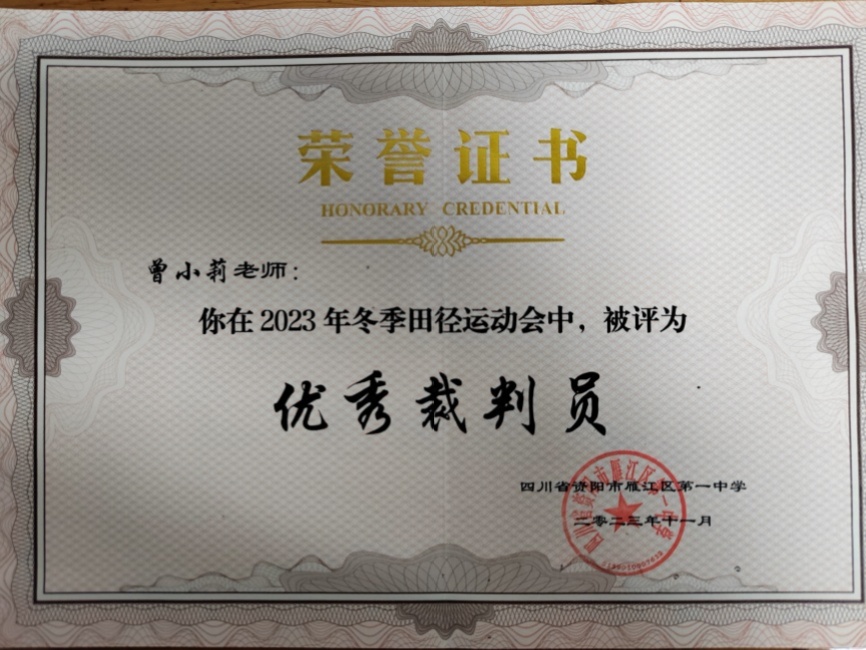 荣誉证书
HONORARY CREDENTIAL
曾小莉老师：
你在2023年冬季田径运动会中，被评为
优秀裁判员
四川省资阳市雁江区第一中学
二零二三年十一月